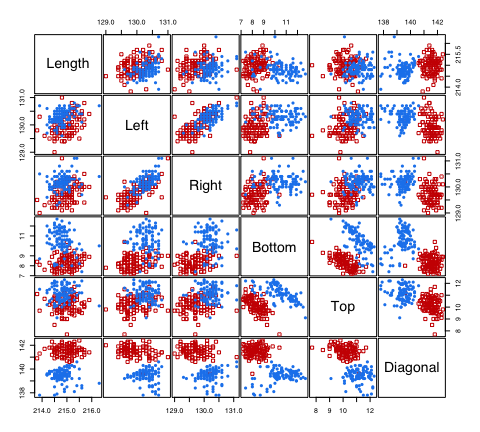 129.0 130.0 131.0 7 8 9 11 138 140 142
Length
214.0 215.5
Left
129.0 130.0 131.0
Right
129.0 130.0 131.0
Bottom
7 8 9 11
Top
8 9 10 12
Diagonal
138 140 142
214.0 215.0 216.0 129.0 130.0 131.0 8 9 10 12